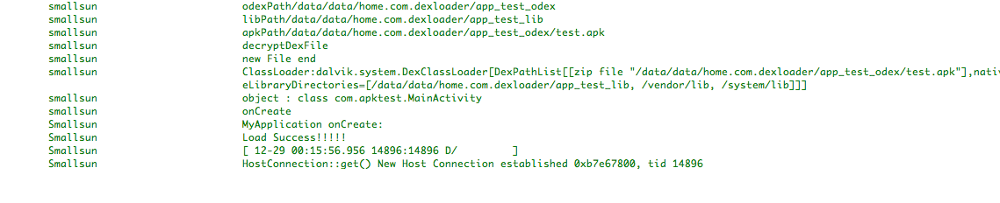 smallsun odexPath/data/data/home.com.dexloader/app_test_odex
smallsun libPath/data/data/home.com.dexloader/app_test_lib
smallsun apkPath/data/data/home.com.dexloader/app_test_odex/test.apk
smallsun decryptDexFile
smallsun new File end
smallsun ClassLoader:dalvik.system.DexClassLoader[DexPathList[[zip file "/data/data/home.com.dexloader/app_test_odex/test.apk"],nativ
eLibraryDirectories=[/data/data/home.com.dexloader/app_test_lib, /vendor/lib, /system/lib]]]
smallsun object : class com.apktest.MainActivity
smallsun onCreate
Smallsun MyApplication onCreate:
Smallsun Load Success!!!!!
Smallsun [ 12-29 00:15:56.956 14896:14896 D/ ]
Smallsun HostConnection::get() New Host Connection established 0xb7e67800, tid 14896